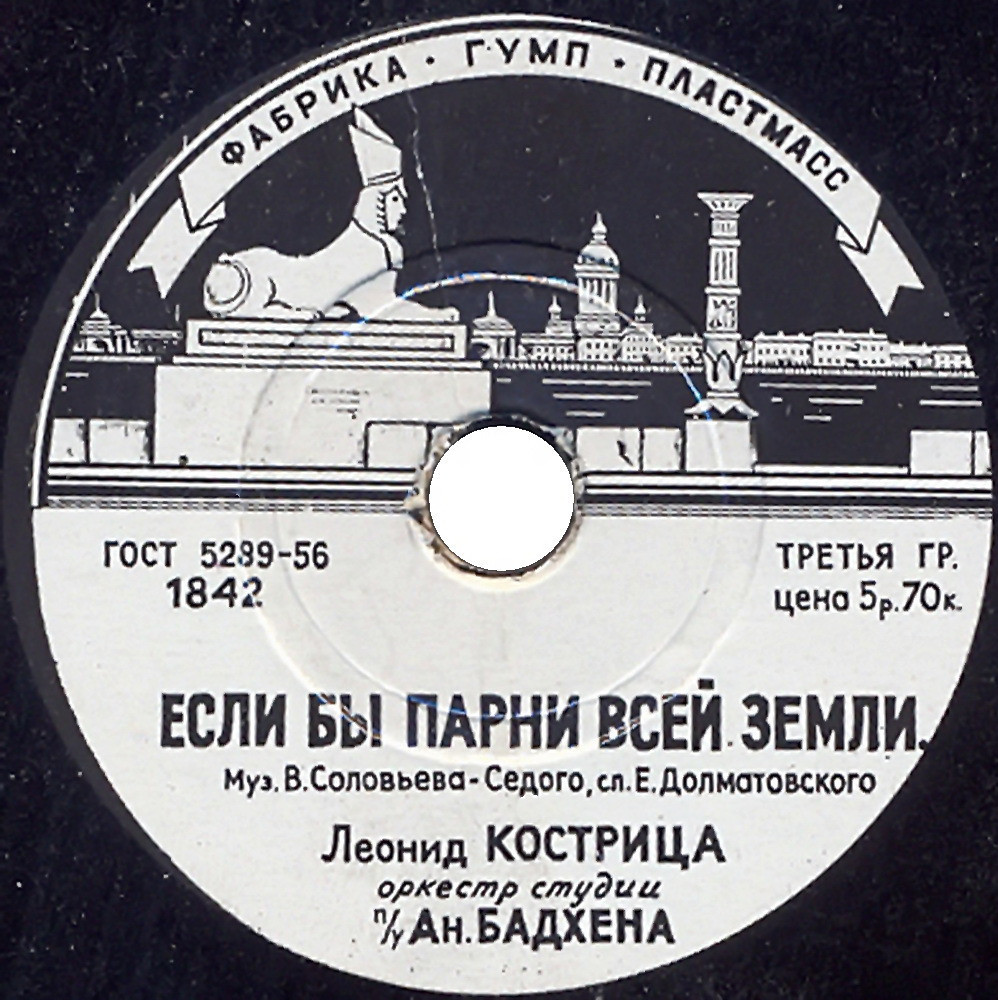 ФАБРИКА · ГУМП · ПЛАСТМАСС
ГОСТ 5289-56
1842
ТРЕТЬЯ ГР.
цена 5р.70к.
ЕСЛИ БЫ ПАРНИ ВСЕЙ ЗЕМЛИ.
Муз. В.Соловьева-Седого, сл. Е.Долматовского
Леонид КОСТРИЦА
оркестр студии
п/у Ан. БАДХЕНА